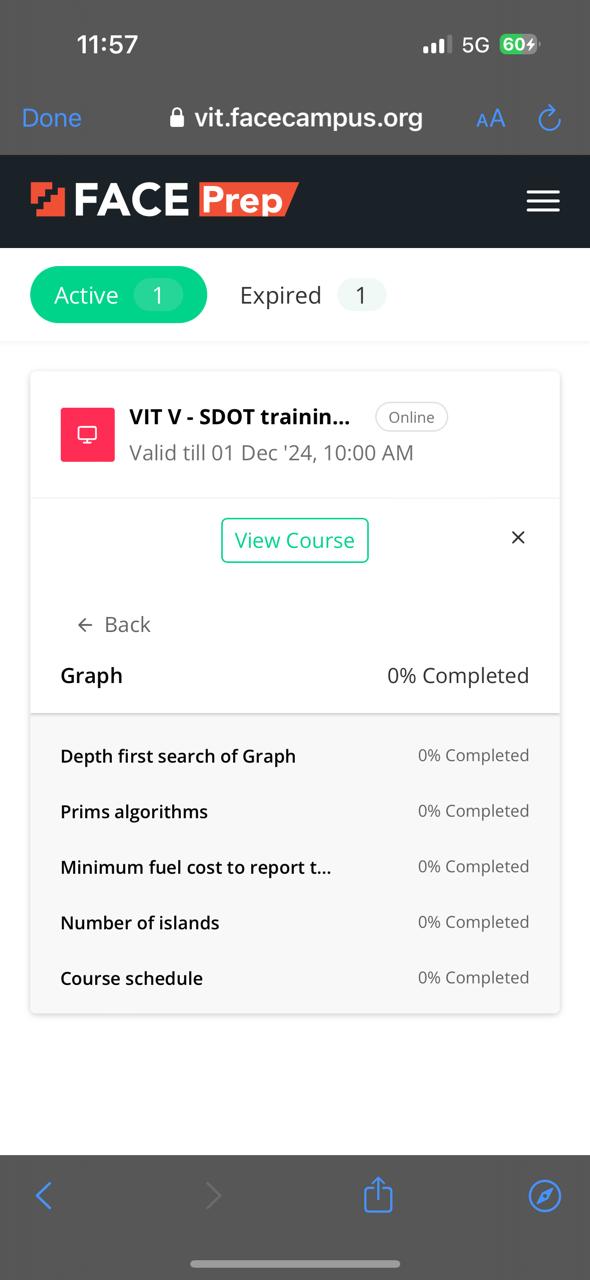 11:57 5G 60
Done vit.facecampus.org AA
FACE Prep
Active 1 Expired 1
VIT V - SDOT trainin... Online
Valid till 01 Dec '24, 10:00 AM
View Course
Back
Graph 0% Completed
Depth first search of Graph 0% Completed
Prims algorithms 0% Completed
Minimum fuel cost to report t... 0% Completed
Number of islands 0% Completed
Course schedule 0% Completed